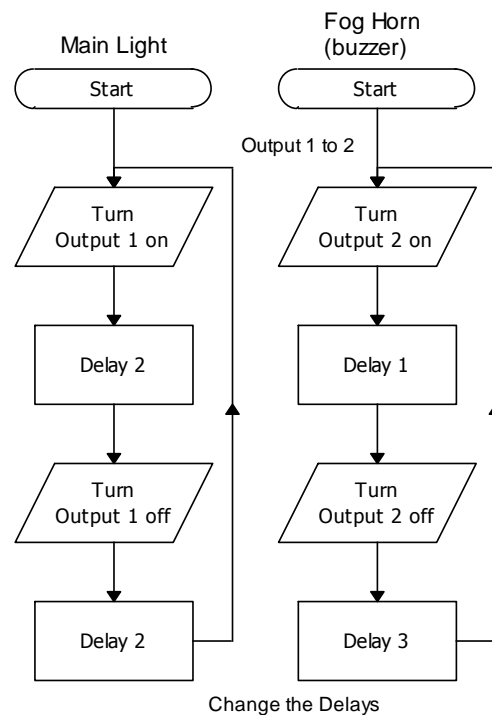 Main Light
Start
Turn
Output 1 on
Delay 2
Turn
Output 1 off
Delay 2
Fog Horn
(buzzer)
Start
Output 1 to 2
Turn
Output 2 on
Delay 1
Turn
Output 2 off
Delay 3
Change the Delays